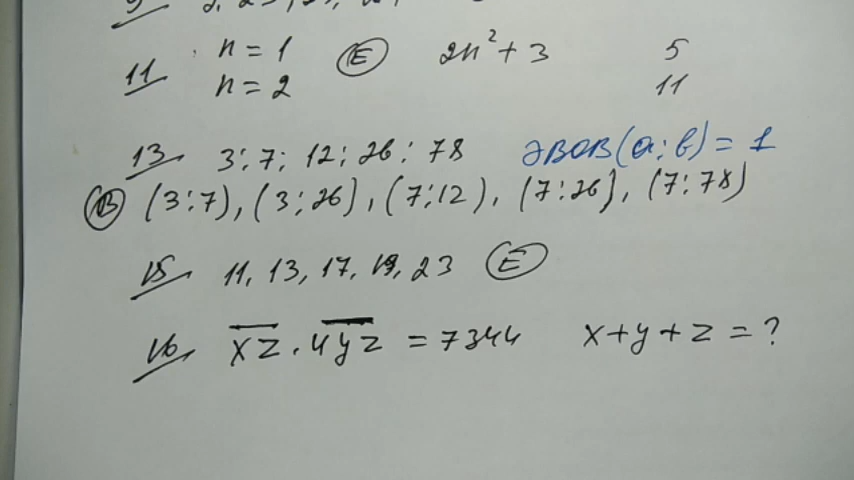 11 n = 1 (E) 2n² + 3 5
n = 2 11
13 3; 7; 12; 26; 78 ƏBOB(a;b) = 1
(B) (3;7), (3;26), (7;12), (7;26), (7;78)
15 11, 13, 17, 19, 23 (E)
16 xz . 4yz = 7344 x+y+z = ?